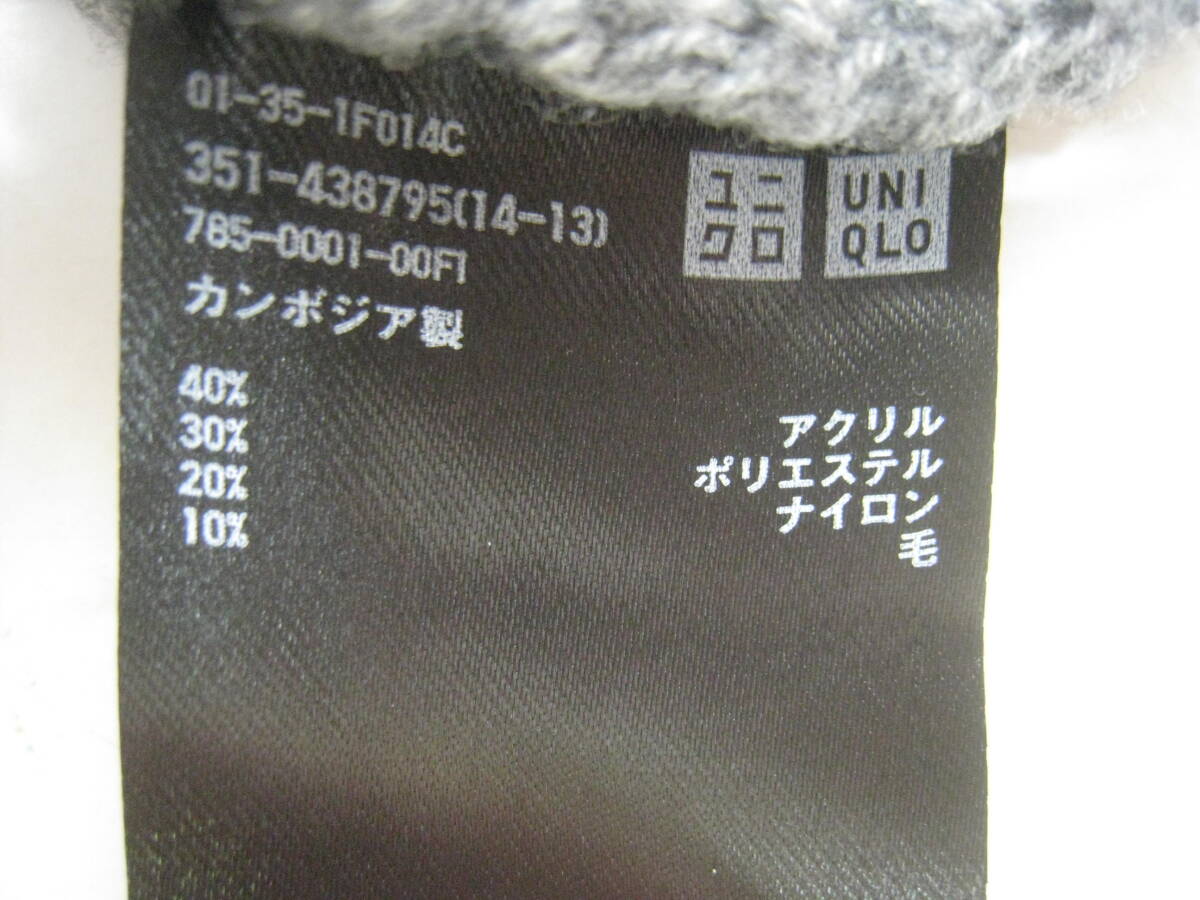 01-35-1F014C
351-438795(14-13)
785-0001-00F1
カンボジア製
ユニ
クロ
UNI
QLO
40% アクリル
30% ポリエステル
20% ナイロン
10% 毛